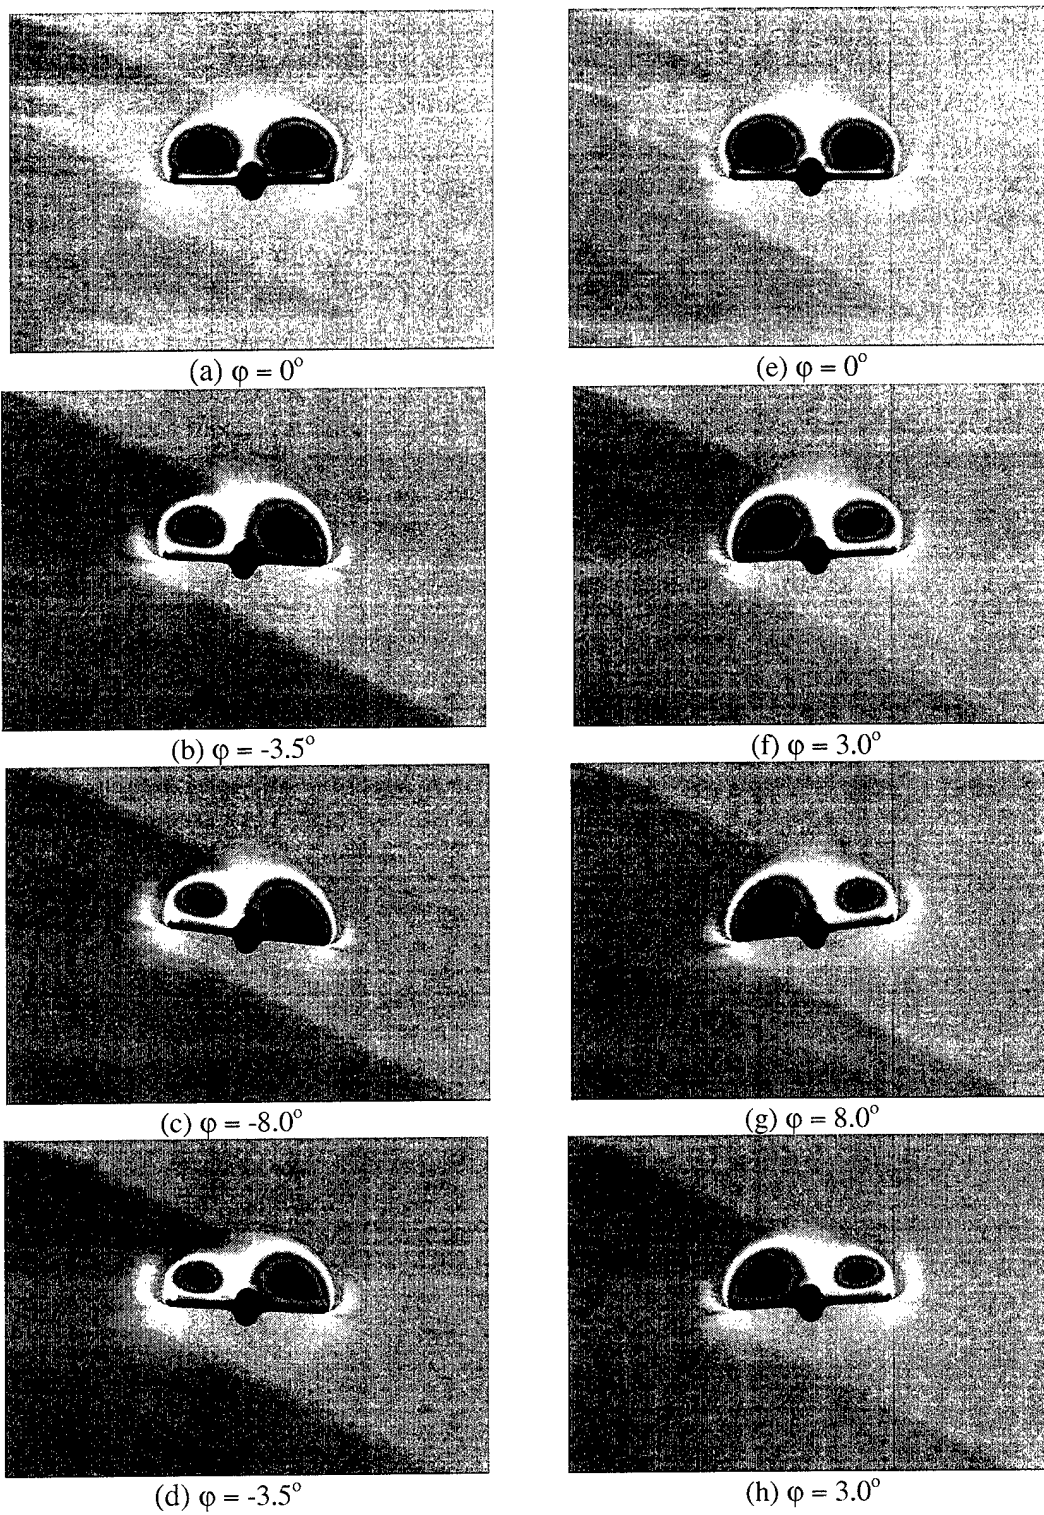 (a) φ = 0°
(e) φ = 0°
(b) φ = -3.5°
(f) φ = 3.0°
(c) φ = -8.0°
(g) φ = 8.0°
(d) φ = -3.5°
(h) φ = 3.0°